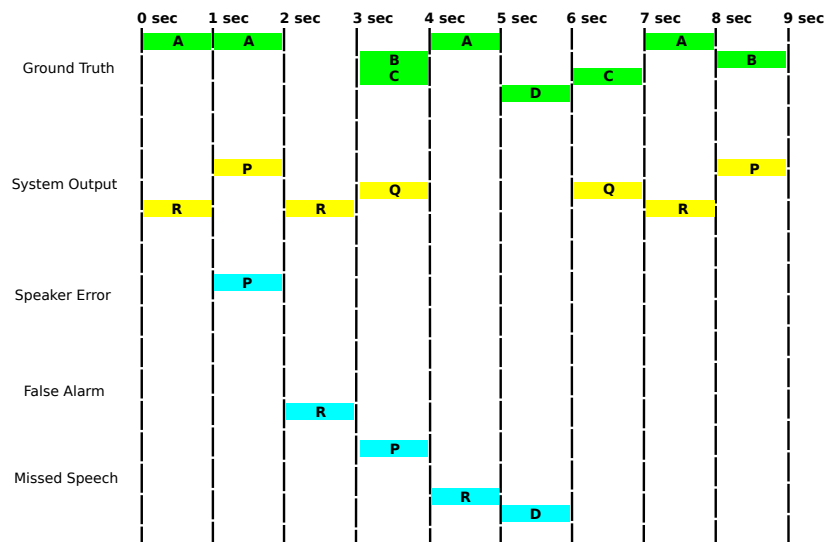 0 sec 1 sec 2 sec 3 sec 4 sec 5 sec 6 sec 7 sec 8 sec 9 sec
A A A A
B B
Ground Truth
C C
D
P P
System Output
Q Q
R R R
P
Speaker Error
False Alarm
R
P
Missed Speech
R
D